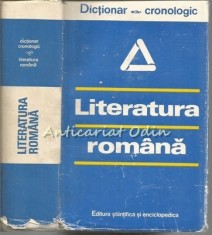 dicționar
cronologic
literatura
română
LITERATURA
ROMÂNĂ
Dicționar cronologic
Literatura
română
Anticariat Odin
Editura științifică și enciclopedică